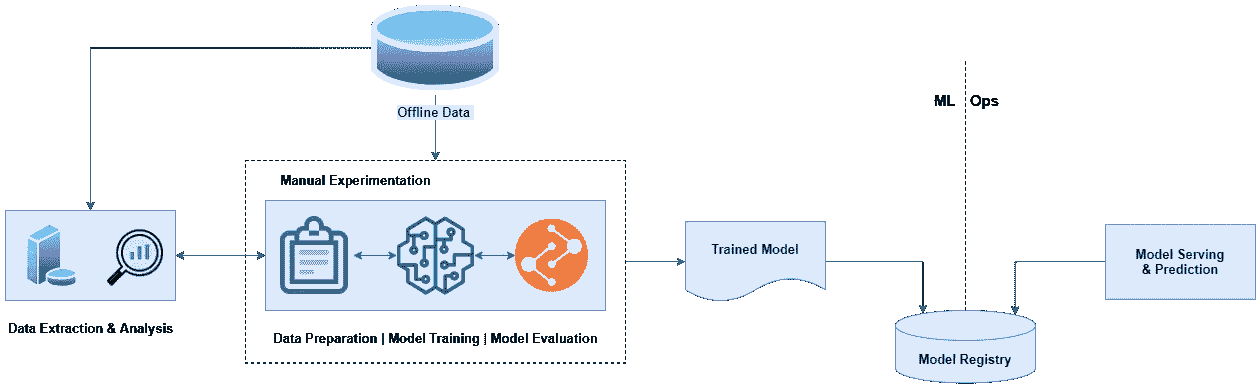 Offline Data
ML Ops
Manual Experimentation
Trained Model
Model Serving
& Prediction
Data Extraction & Analysis
Data Preparation | Model Training | Model Evaluation
Model Registry